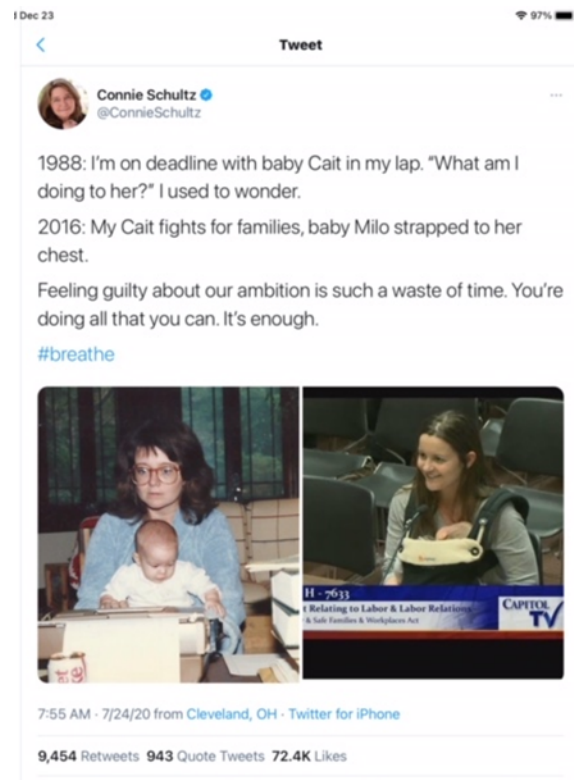 Dec 23
97%
Tweet
Connie Schultz
@ConnieSchultz
1988: I’m on deadline with baby Cait in my lap. “What am I
doing to her?” I used to wonder.
2016: My Cait fights for families, baby Milo strapped to her
chest.
Feeling guilty about our ambition is such a waste of time. You’re
doing all that you can. It’s enough.
#breathe
H - 7633
t Relating to Labor & Labor Relations
& Safe Families & Workplaces Act
CAPITOL
TV
7:55 AM · 7/24/20 from Cleveland, OH · Twitter for iPhone
9,454 Retweets 943 Quote Tweets 72.4K Likes